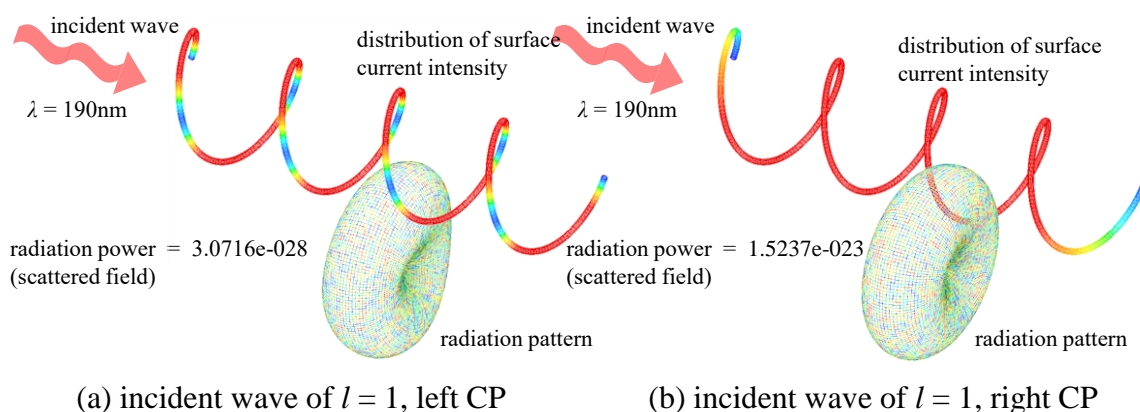 incident wave
distribution of surface
current intensity
λ = 190nm
radiation power = 3.0716e-028
(scattered field)
radiation pattern
(a) incident wave of l = 1, left CP
incident wave
distribution of surface
current intensity
λ = 190nm
radiation power = 1.5237e-023
(scattered field)
radiation pattern
(b) incident wave of l = 1, right CP